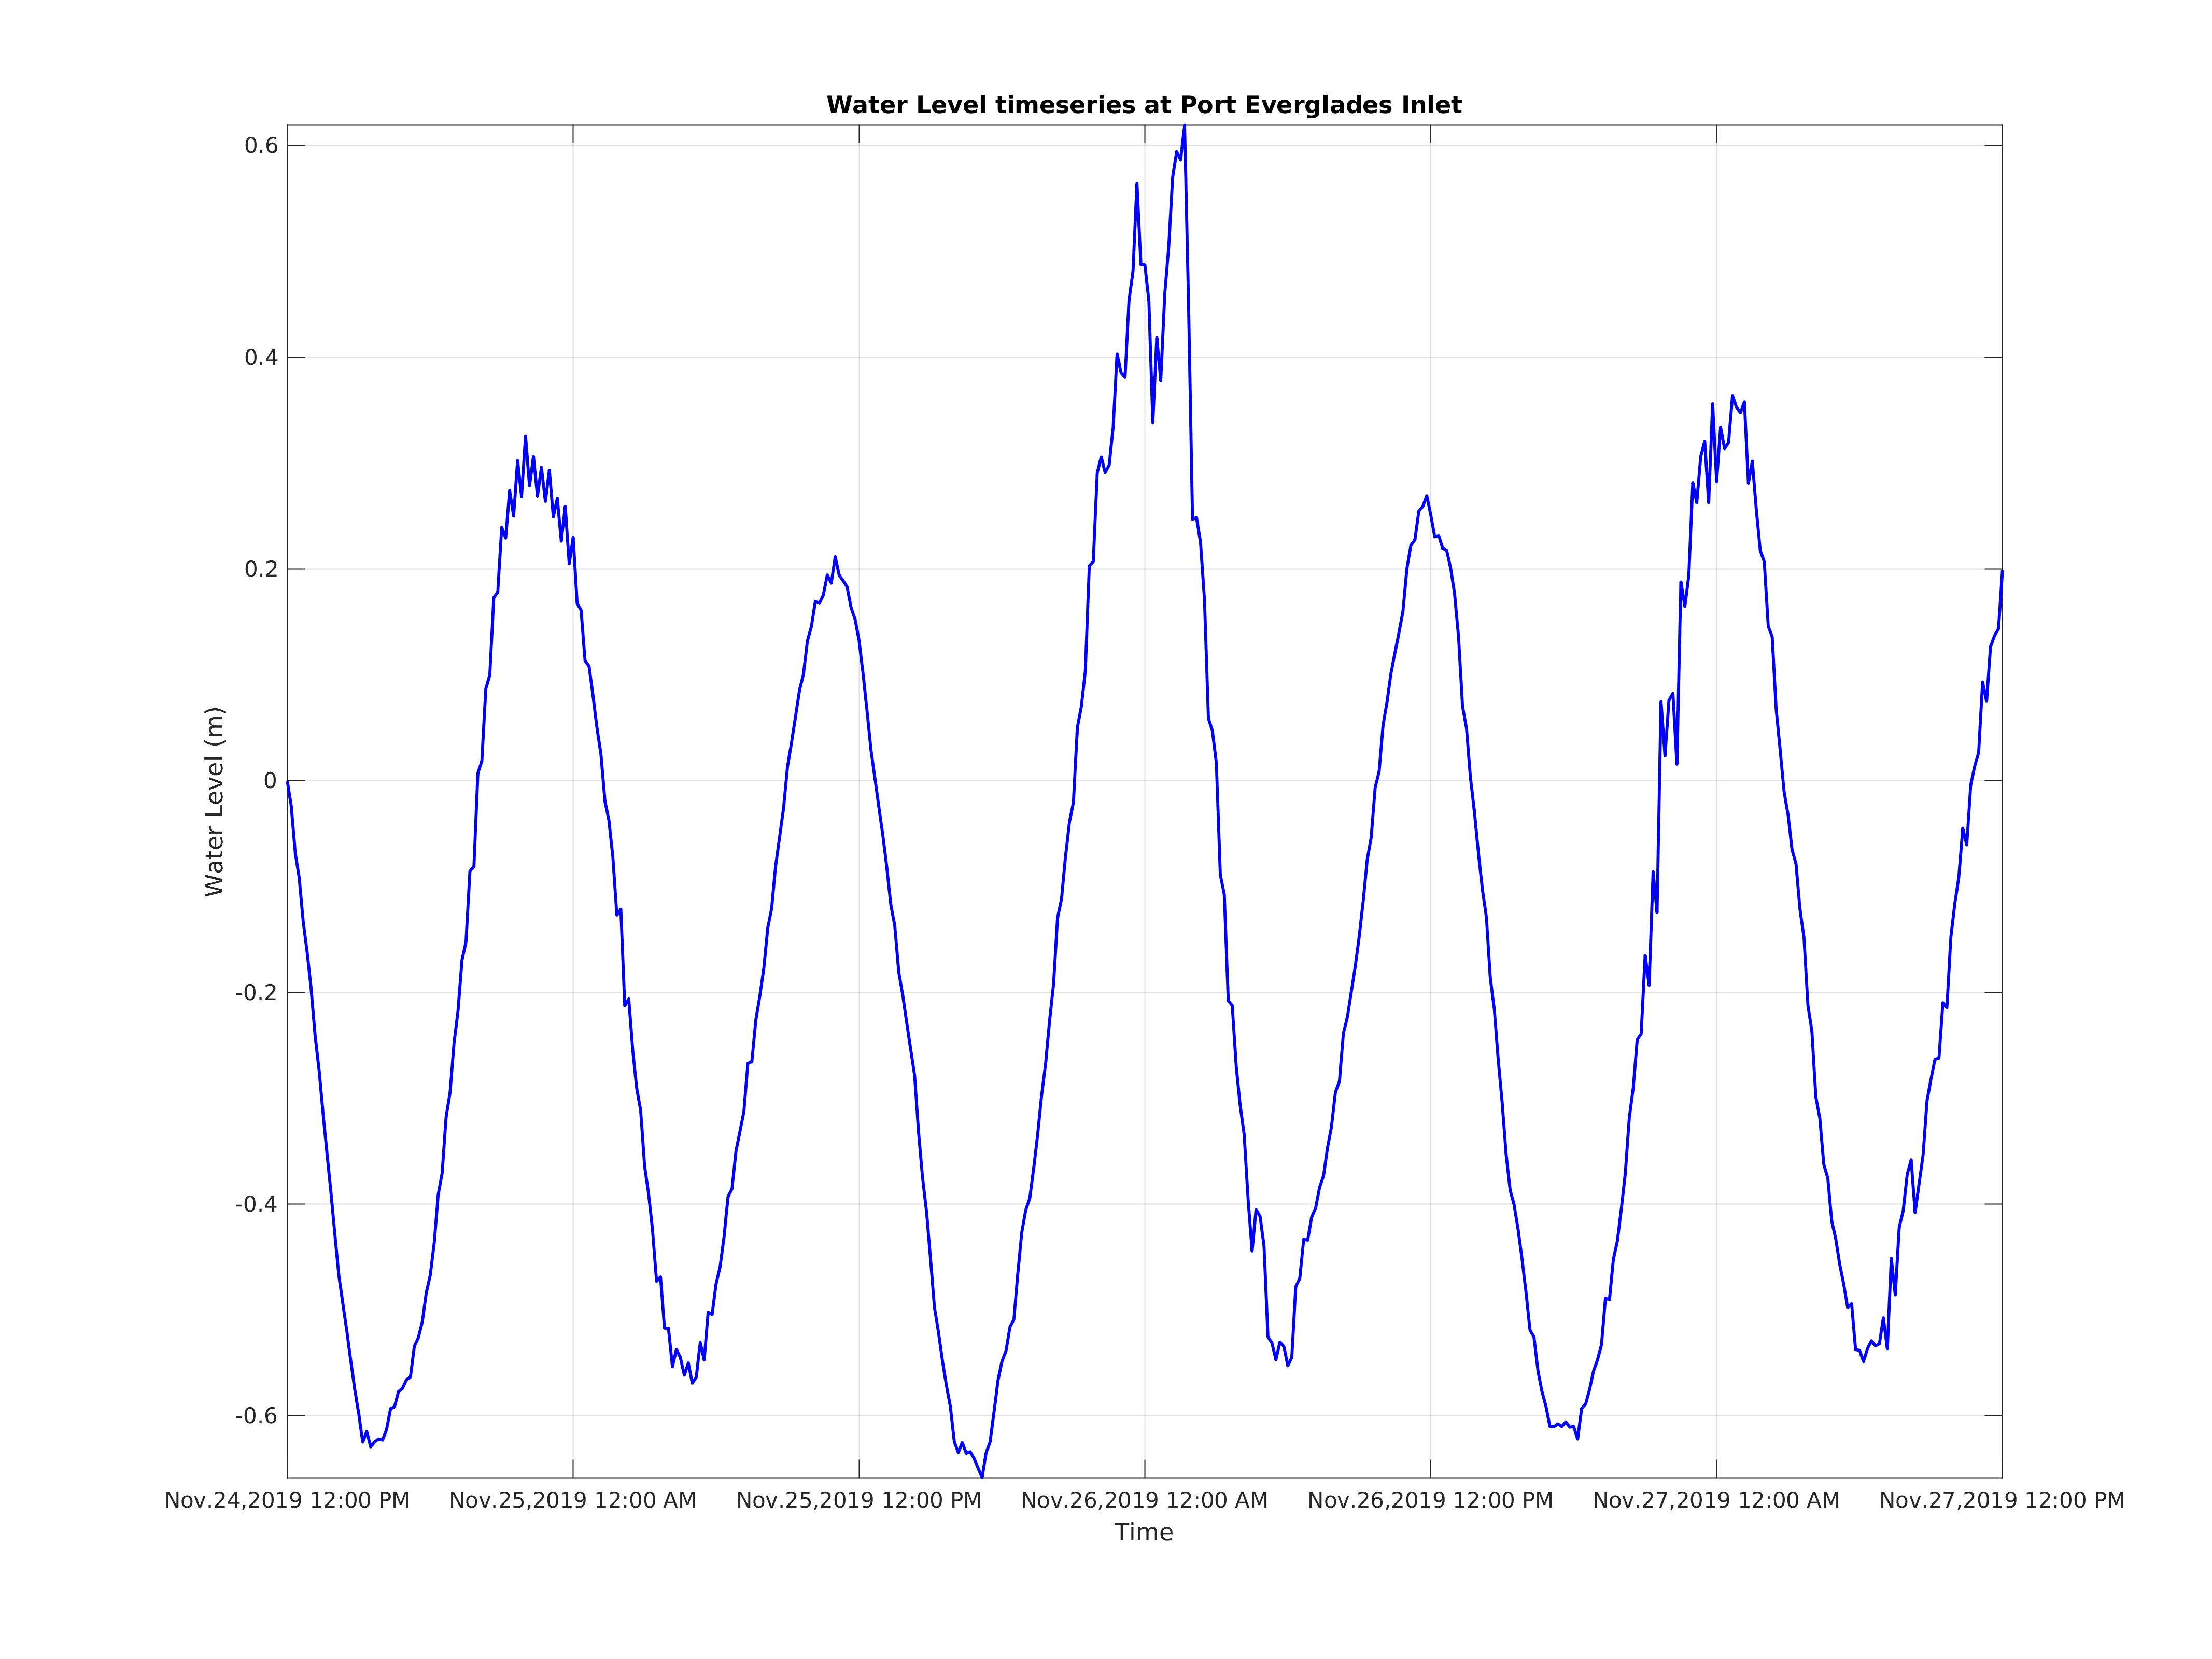 Water Level timeseries at Port Everglades Inlet
0.6
0.4
0.2
0
-0.2
-0.4
-0.6
Water Level (m)
Nov.24,2019 12:00 PM Nov.25,2019 12:00 AM Nov.25,2019 12:00 PM Nov.26,2019 12:00 AM Nov.26,2019 12:00 PM Nov.27,2019 12:00 AM Nov.27,2019 12:00 PM
Time